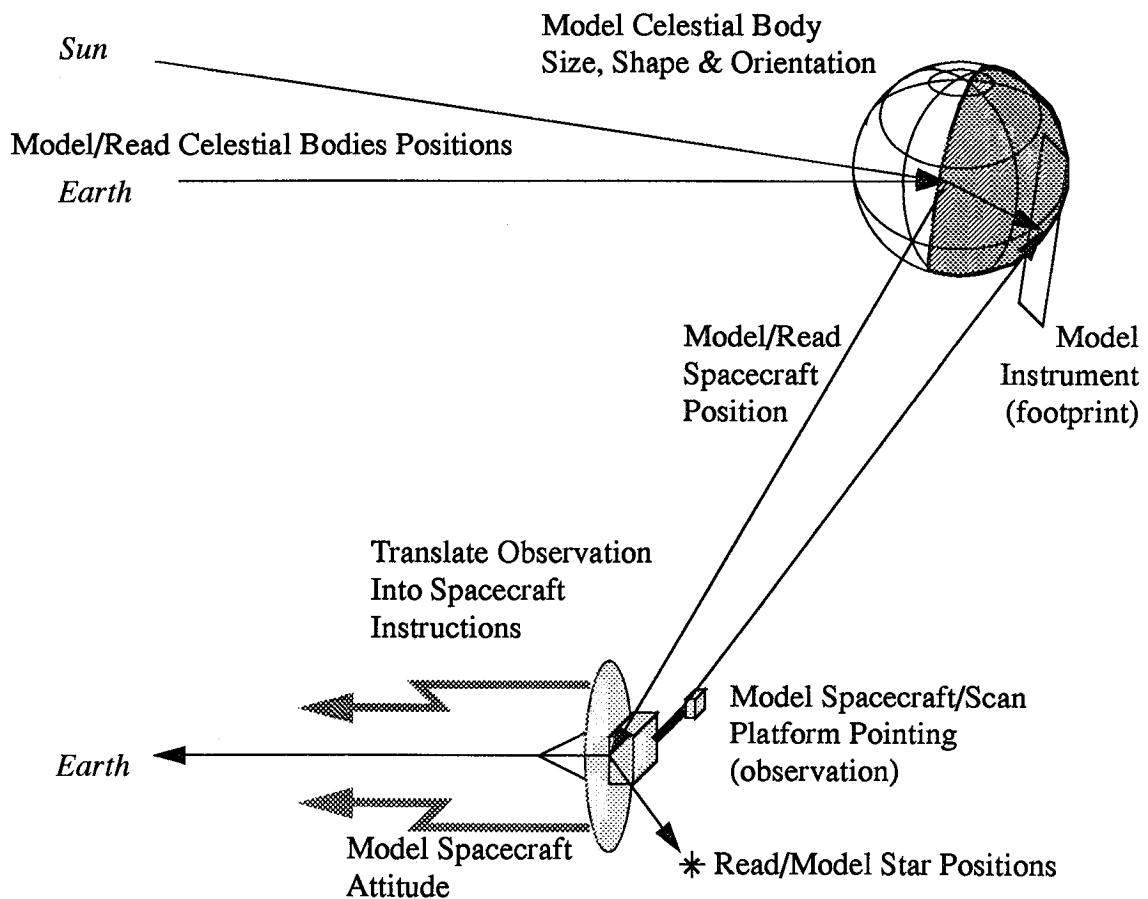 Sun
Model Celestial Body
Size, Shape & Orientation
Model/Read Celestial Bodies Positions
Earth
Model/Read
Spacecraft
Position
Model
Instrument
(footprint)
Translate Observation
Into Spacecraft
Instructions
Model Spacecraft/Scan
Platform Pointing
(observation)
Earth
Model Spacecraft
Attitude
Read/Model Star Positions